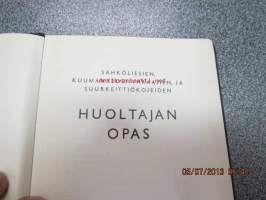 SÄHKÖLIESIEN,
JA
SUURKEITTIÖKOJEIDEN
HUOLTAJAN
OPAS
05/07/2013